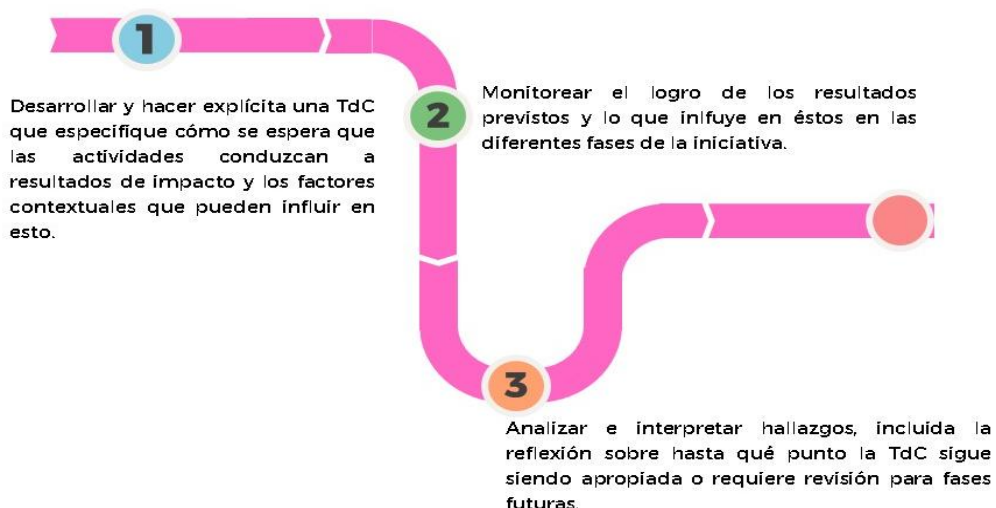 1
Desarrollar y hacer explícita una TdC
que especifique cómo se espera que
las actividades conduzcan a
resultados de impacto y los factores
contextuales que pueden influir en
esto.
2
Monitorear el logro de los resultados
previstos y lo que inlfuye en éstos en las
diferentes fases de la iniciativa.
3
Analizar e interpretar hallazgos, incluida la
reflexión sobre hasta qué punto la TdC sigue
siendo apropiada o requiere revisión para fases
futuras.